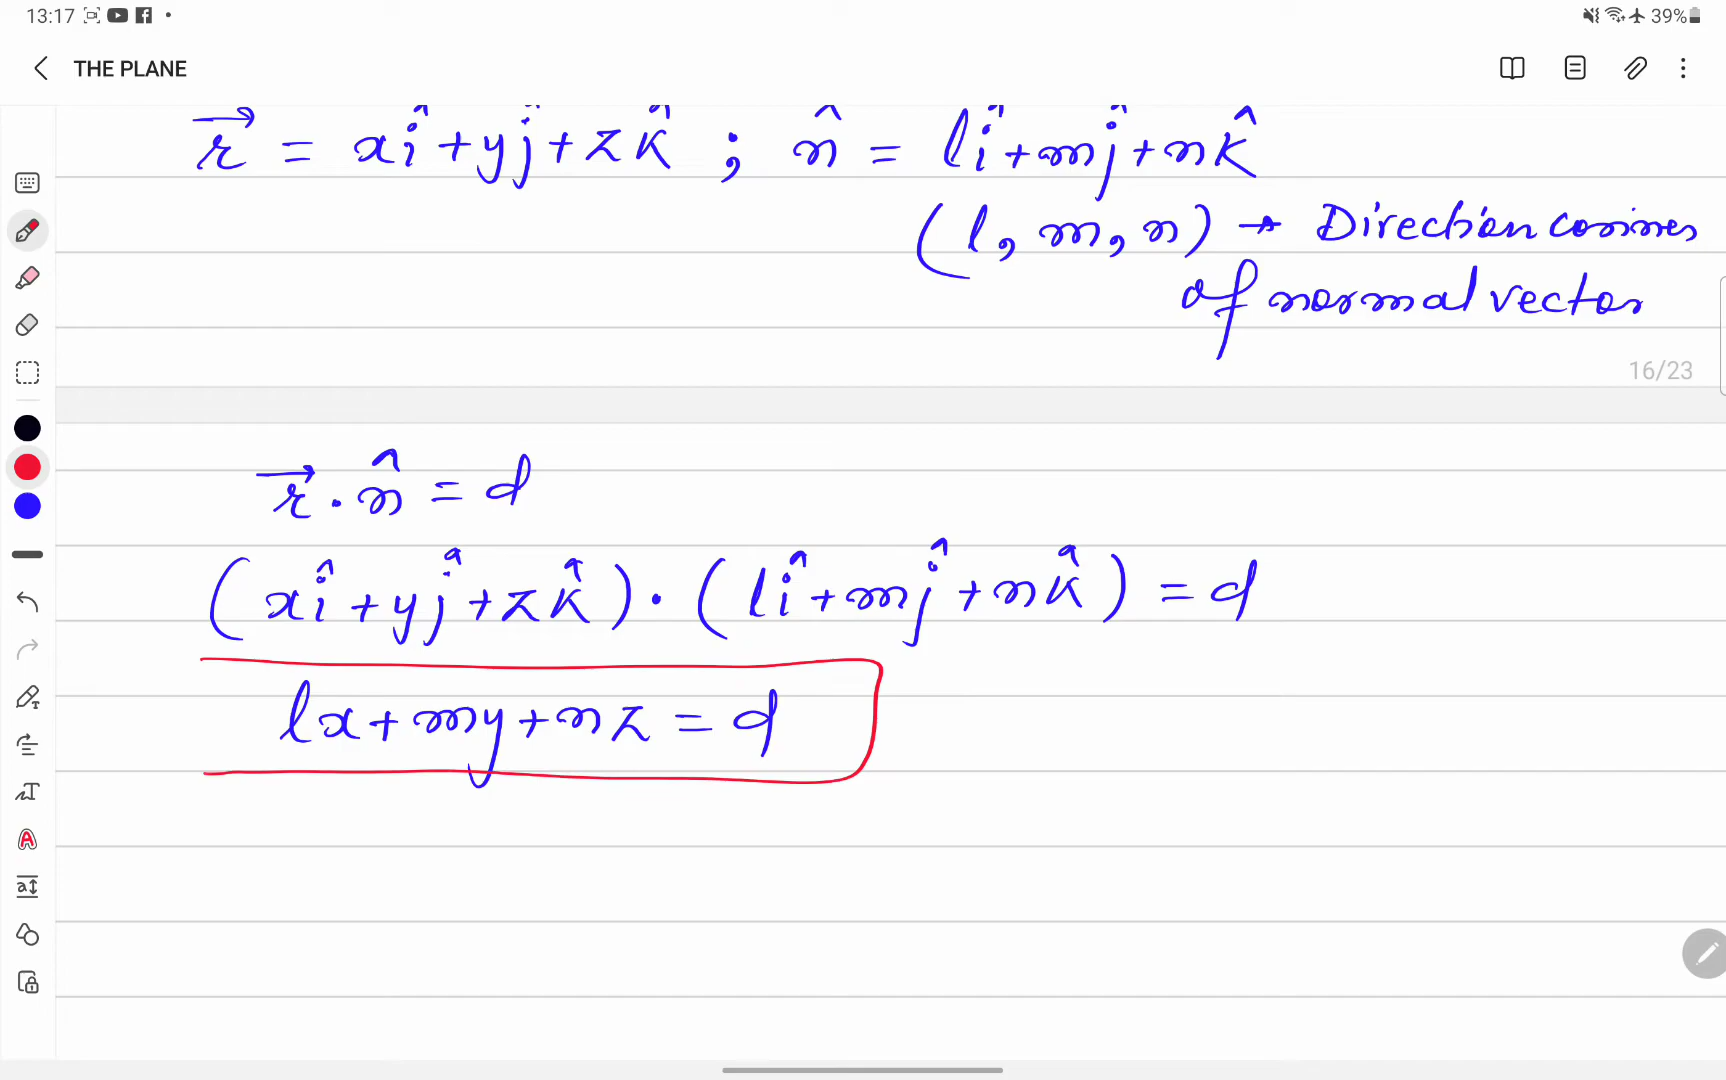 13:17
39%
THE PLANE
r⃗ = xî + yĵ + zk̂ ; n̂ = lî + mĵ + nk̂
(l, m, n) → Direction cosines
of normal vector
16/23
r⃗ . n̂ = d
(xî + yĵ + zk̂) . (lî + mĵ + nk̂) = d
lx + my + nz = d